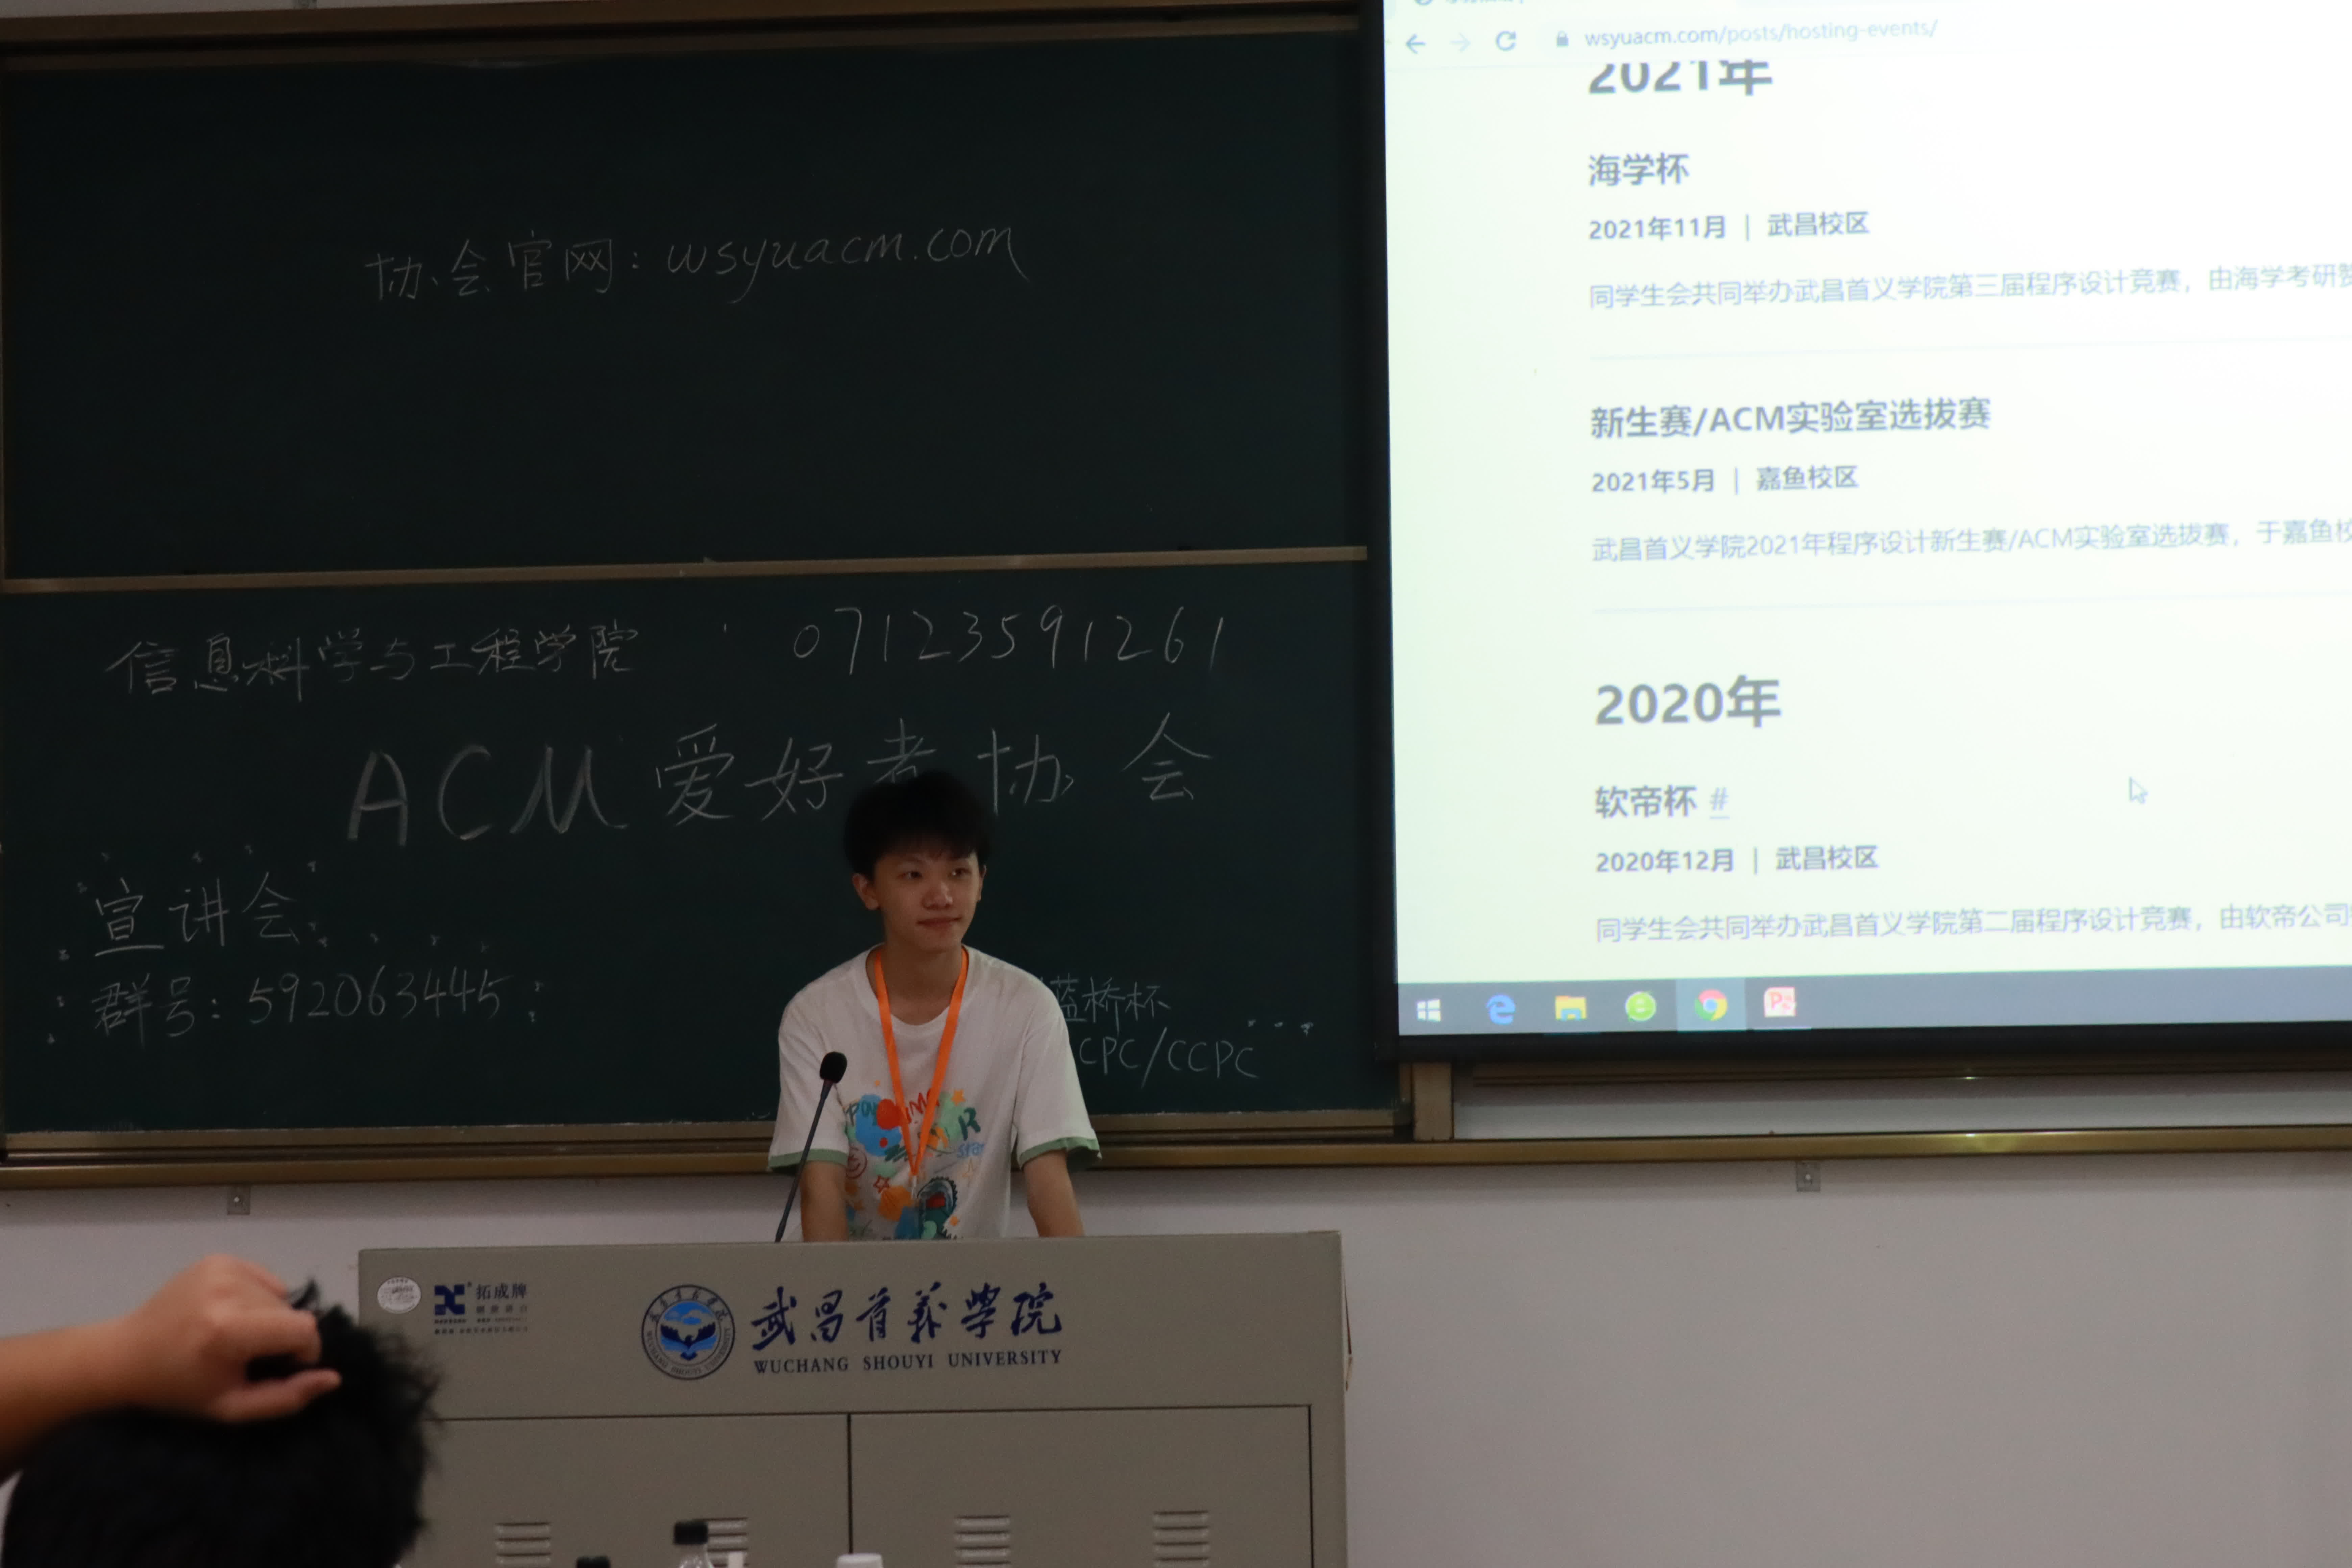 协会官网：wsyuacm.com
信息科学与工程学院 07123591261
ACM爱好者协会
宣讲会
群号：592063445
蓝桥杯
CPC/CCPC
wsyuacm.com/posts/hosting-events/
2021年
海学杯
2021年11月 | 武昌校区
同学生会共同举办武昌首义学院第三届程序设计竞赛，由海学考研赞
新生赛/ACM实验室选拔赛
2021年5月 | 嘉鱼校区
武昌首义学院2021年程序设计新生赛/ACM实验室选拔赛，于嘉鱼校
2020年
软帝杯 #
2020年12月 | 武昌校区
同学生会共同举办武昌首义学院第二届程序设计竞赛，由软帝公司
拓成牌
武昌首義學院
WUCHANG SHOUYI UNIVERSITY